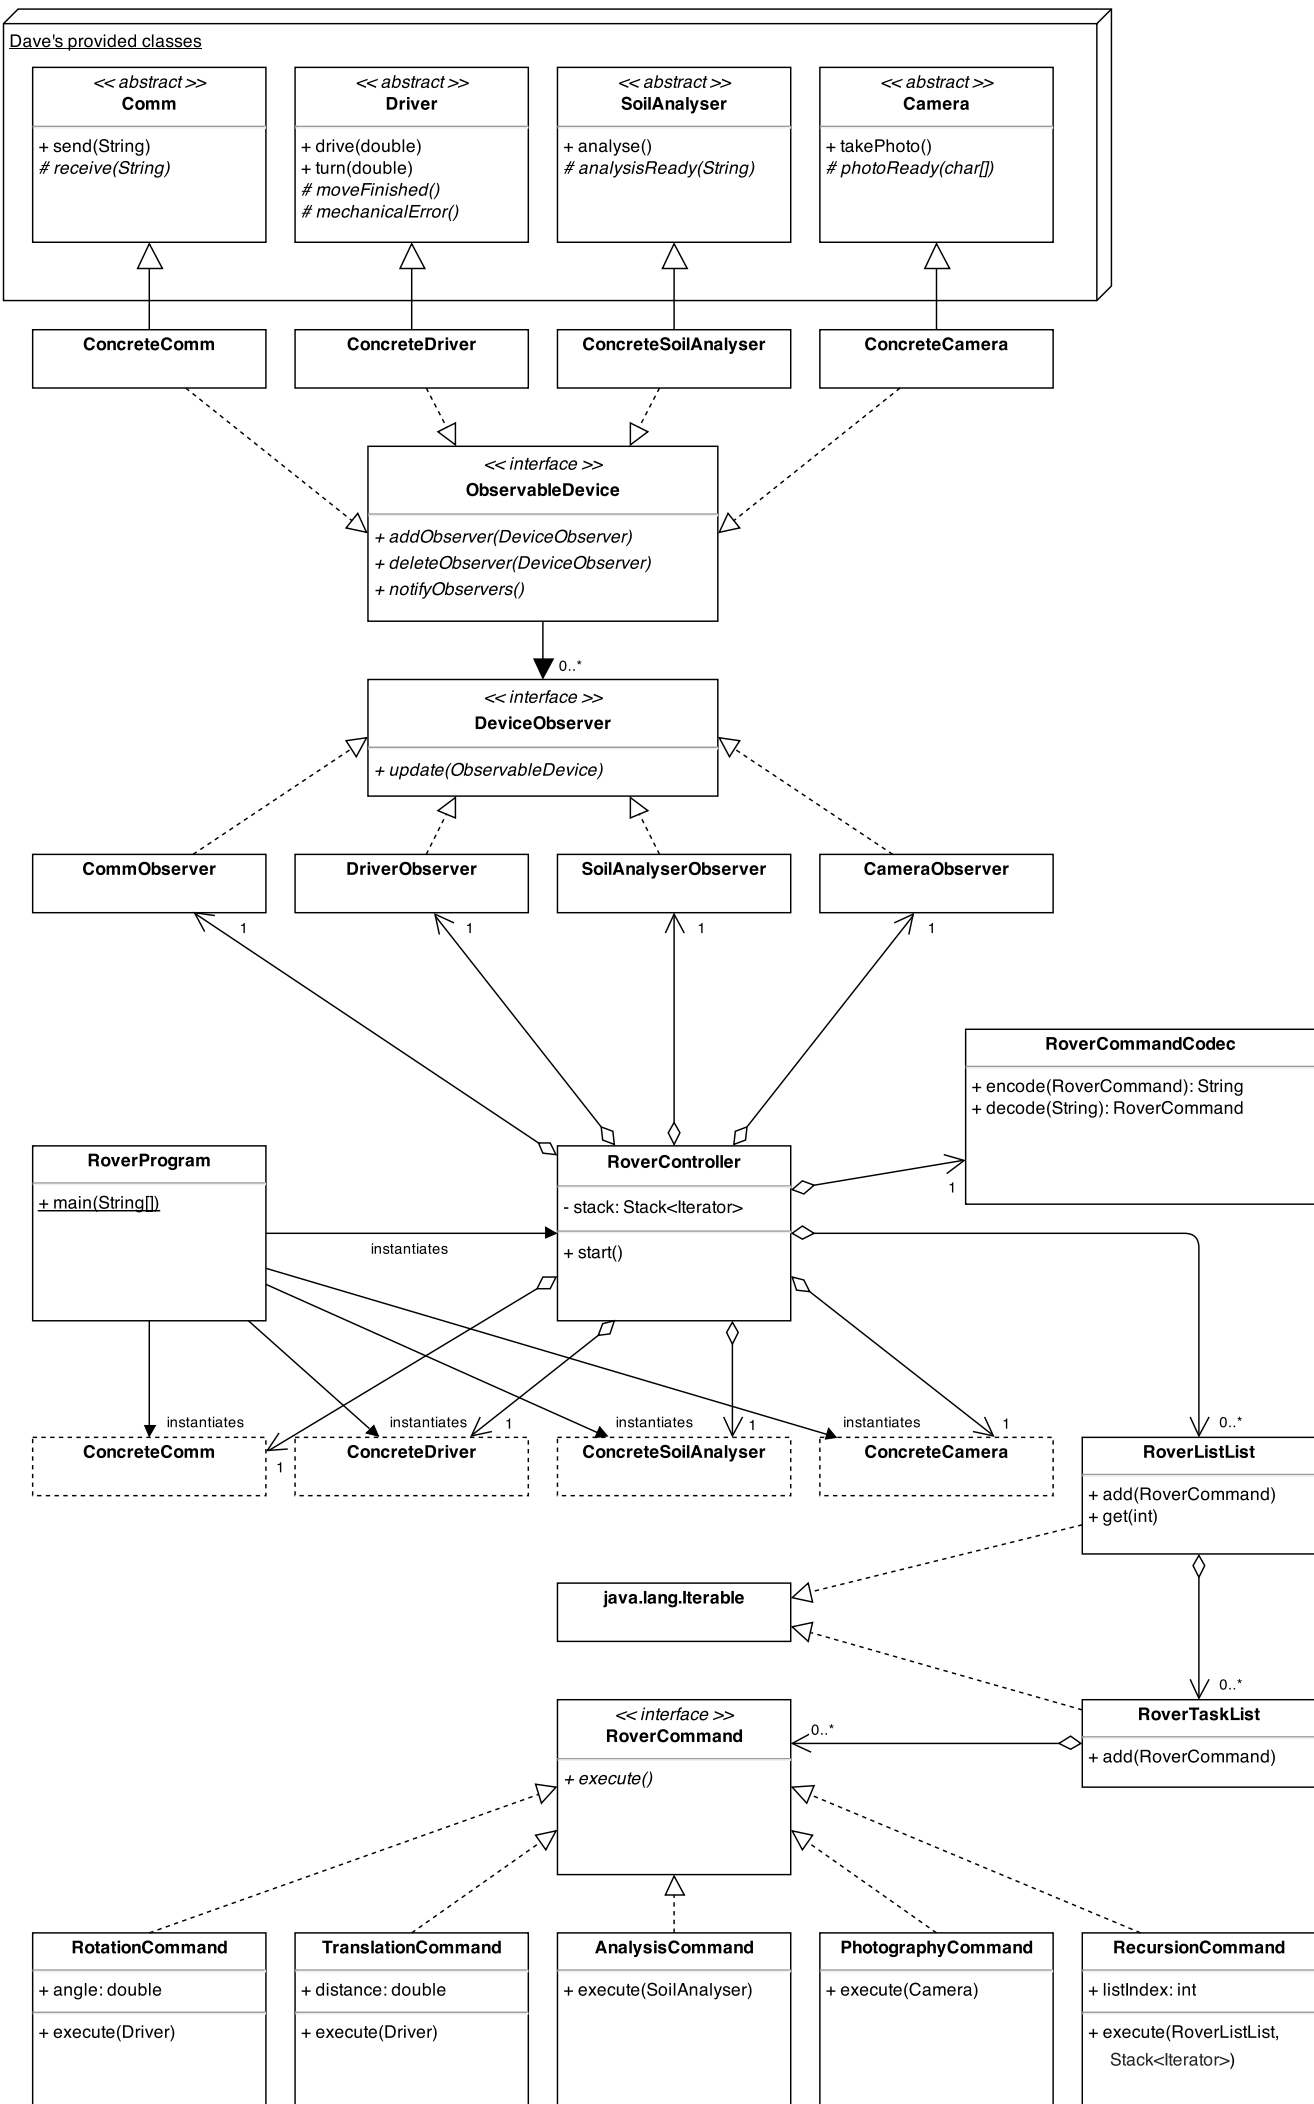 Dave's provided classes
<< abstract >>
Comm
+ send(String)
# receive(String)
<< abstract >>
Driver
+ drive(double)
+ turn(double)
# moveFinished()
# mechanicalError()
<< abstract >>
SoilAnalyser
+ analyse()
# analysisReady(String)
<< abstract >>
Camera
+ takePhoto()
# photoReady(char[])
ConcreteComm
ConcreteDriver
ConcreteSoilAnalyser
ConcreteCamera
<< interface >>
ObservableDevice
+ addObserver(DeviceObserver)
+ deleteObserver(DeviceObserver)
+ notifyObservers()
0..*
<< interface >>
DeviceObserver
+ update(ObservableDevice)
CommObserver
DriverObserver
SoilAnalyserObserver
CameraObserver
1
1
1
1
RoverCommandCodec
+ encode(RoverCommand): String
+ decode(String): RoverCommand
1
RoverProgram
+ main(String[])
instantiates
RoverController
- stack: Stack<Iterator>
+ start()
instantiates
instantiates
1
instantiates
1
instantiates
1
0..*
ConcreteComm
1
ConcreteDriver
ConcreteSoilAnalyser
ConcreteCamera
RoverListList
+ add(RoverCommand)
+ get(int)
java.lang.Iterable
0..*
<< interface >>
RoverCommand
+ execute()
0..*
RoverTaskList
+ add(RoverCommand)
RotationCommand
+ angle: double
+ execute(Driver)
TranslationCommand
+ distance: double
+ execute(Driver)
AnalysisCommand
+ execute(SoilAnalyser)
PhotographyCommand
+ execute(Camera)
RecursionCommand
+ listIndex: int
+ execute(RoverListList,
Stack<Iterator>)